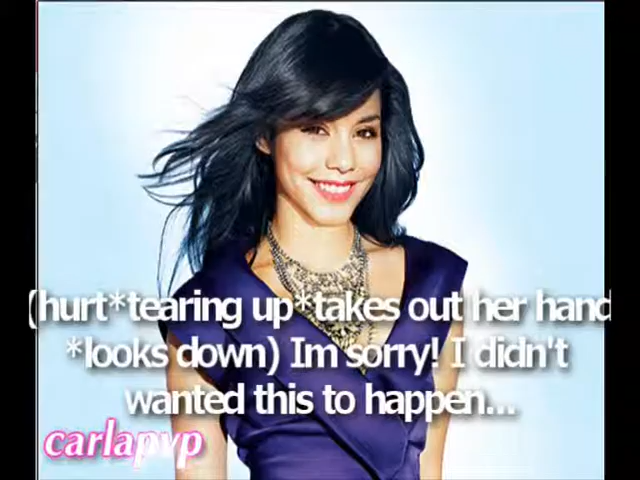 (hurt*tearing up*takes out her hand
*looks down) Im sorry! I didn't
wanted this to happen...
carlapvp